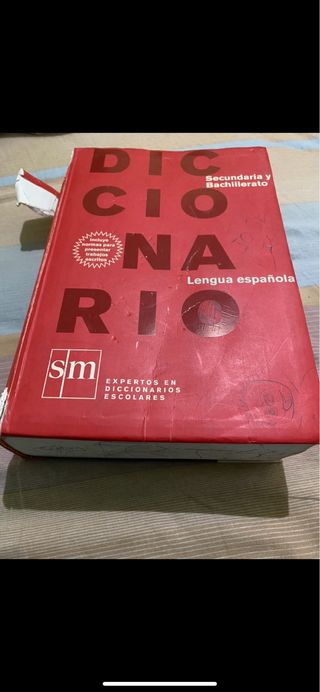 DIC
CIO
NA
RIO
Secundaria y
Bachillerato
Incluye
normas para
presentar
trabajos
escritos
Lengua española
sm
EXPERTOS EN
DICCIONARIOS
ESCOLARES